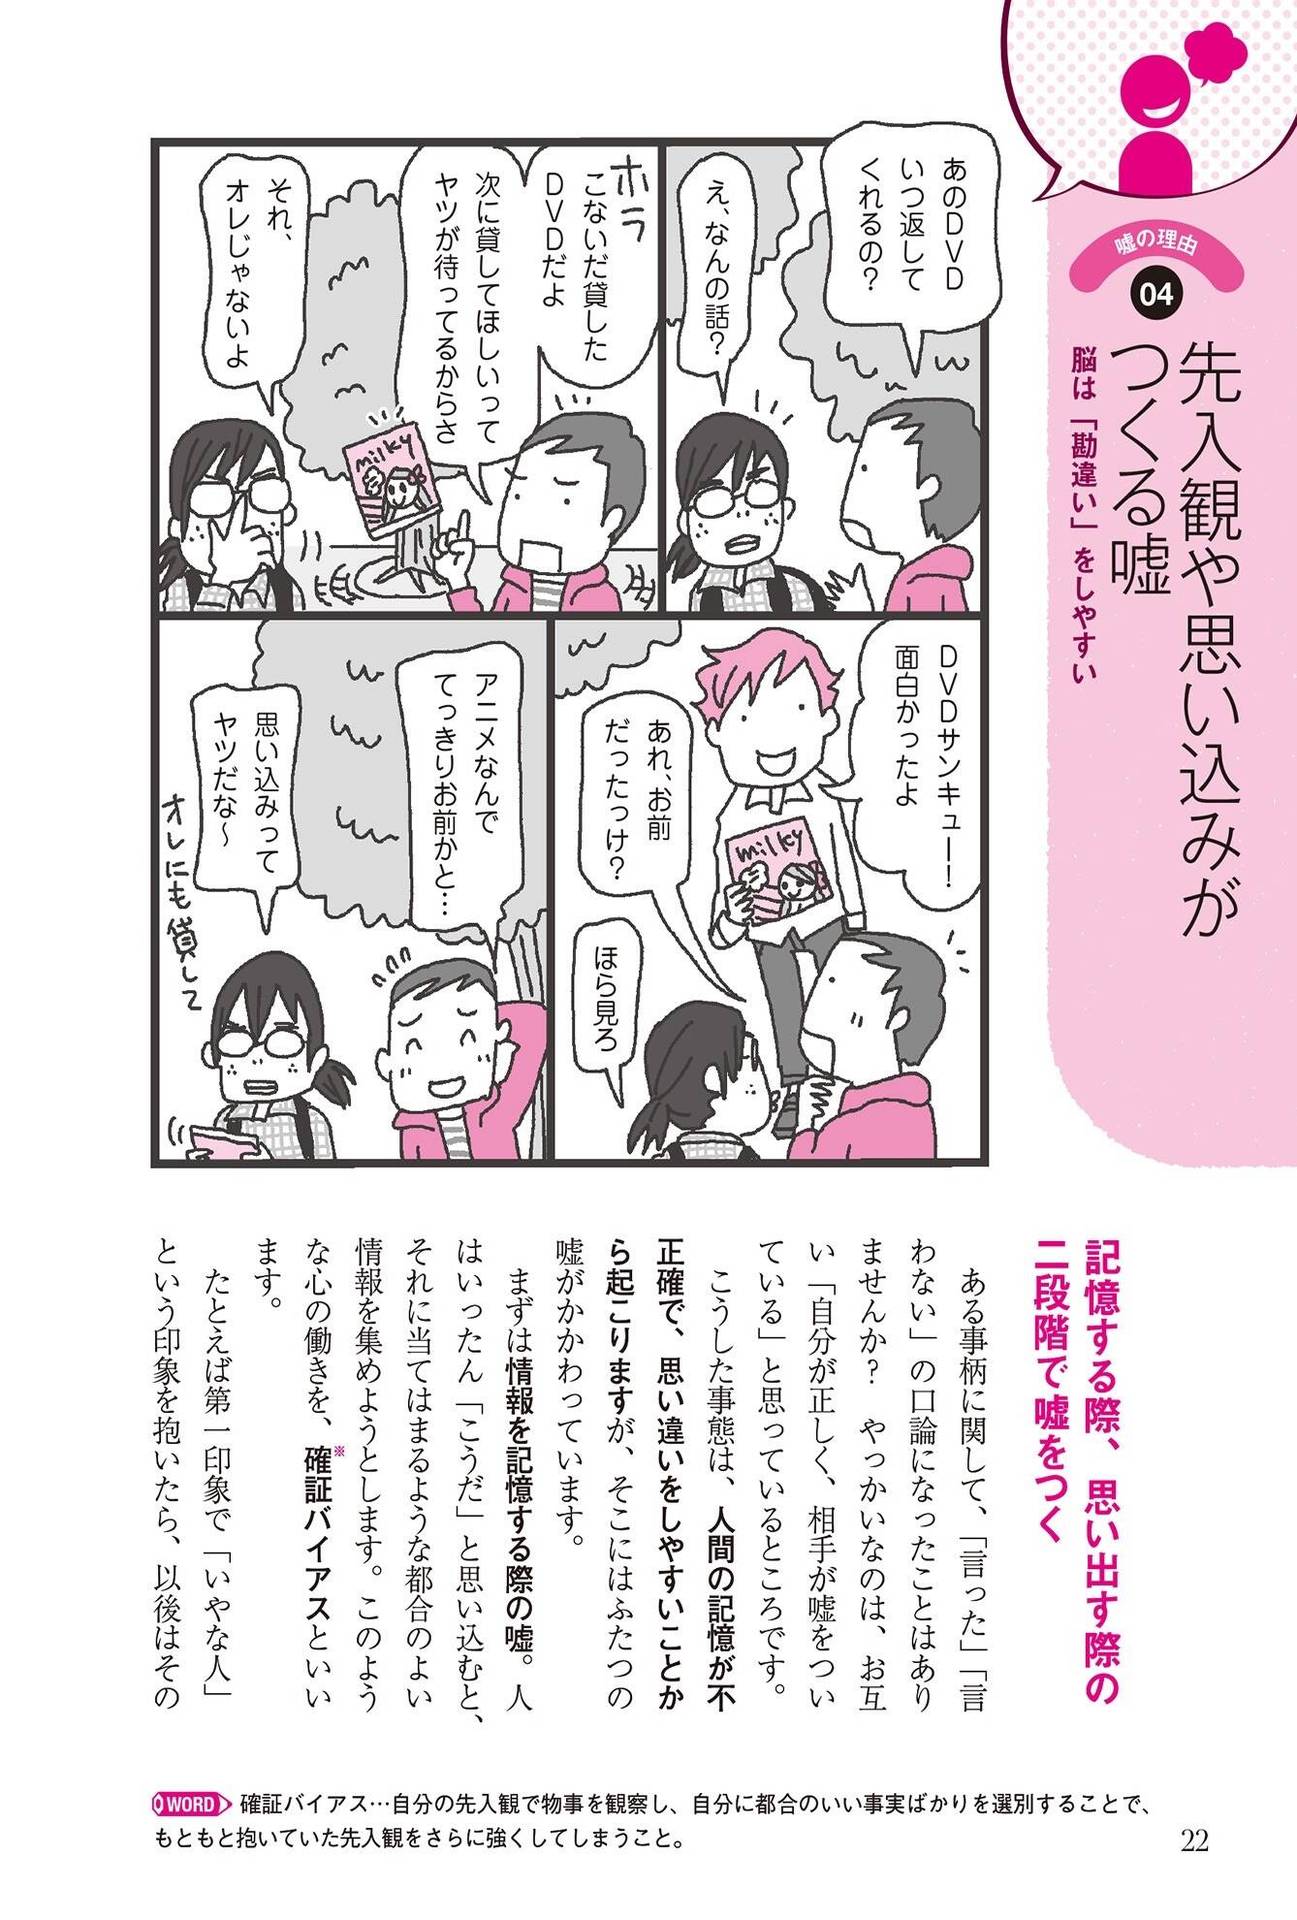 嘘の理由
04
先入観や思い込みが
つくる嘘
脳は「勘違い」をしやすい
あのDVD
いつ返して
くれるの?
え、なんの話?
ホラ
こないだ貸した
DVDだよ
次に貸してほしいって
ヤツが待ってるからさ
milky
それ、
オレじゃないよ
DVDサンキュー!
面白かったよ
milky
あれ、お前
だったっけ?
ほら見ろ
アニメなんで
てっきりお前かと…
思い込みって
ヤツだな〜
オレにも貸して
記憶する際、思い出す際の
二段階で嘘をつく
ある事柄に関して、「言った」「言
わない」の口論になったことはあり
ませんか? やっかいなのは、お互
い「自分が正しく、相手が嘘をつい
ている」と思っているところです。
こうした事態は、人間の記憶が不
正確で、思い違いをしやすいことか
ら起こりますが、そこにはふたつの
嘘がかかわっています。
まずは情報を記憶する際の嘘。人
はいったん「こうだ」と思い込むと、
それに当てはまるような都合のよい
情報を集めようとします。このよう
な心の働きを、確証バイアス※といい
ます。
たとえば第一印象で「いやな人」
という印象を抱いたら、以後はその
WORD 確証バイアス…自分の先入観で物事を観察し、自分に都合のいい事実ばかりを選別することで、
もともと抱いていた先入観をさらに強くしてしまうこと。
22